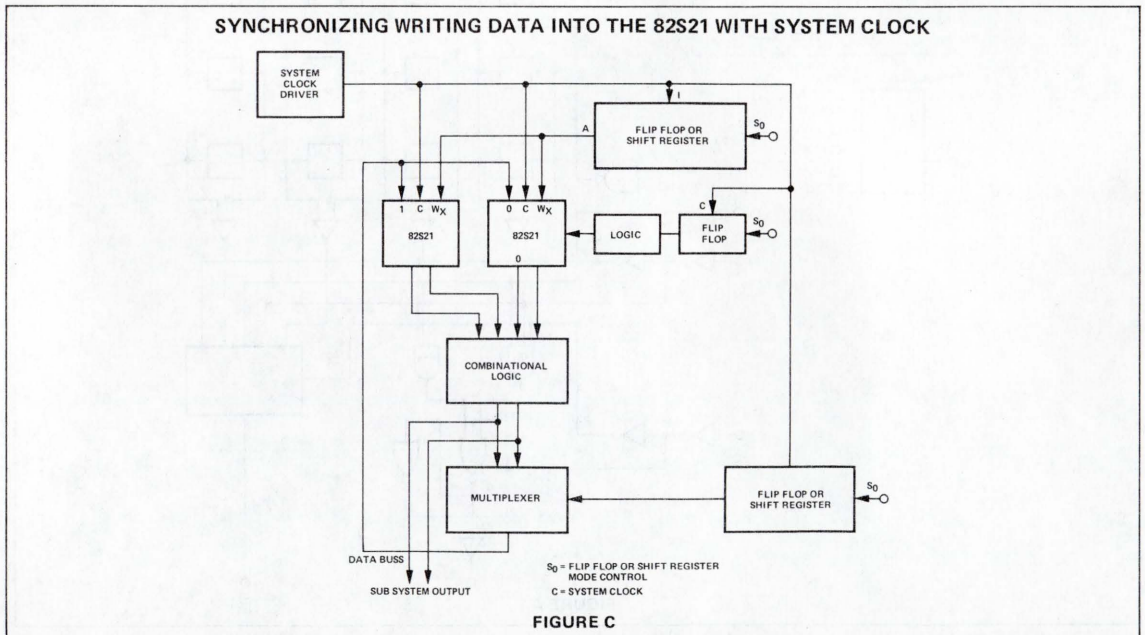 SYNCHRONIZING WRITING DATA INTO THE 82S21 WITH SYSTEM CLOCK
SYSTEM
CLOCK
DRIVER
I
A
FLIP FLOP OR
SHIFT REGISTER
S0
1 C WX
82S21
0 C WX
82S21
0
LOGIC
C
FLIP
FLOP
S0
COMBINATIONAL
LOGIC
MULTIPLEXER
FLIP FLOP OR
SHIFT REGISTER
S0
DATA BUSS
SUB SYSTEM OUTPUT
S0 = FLIP FLOP OR SHIFT REGISTER
MODE CONTROL
C = SYSTEM CLOCK
FIGURE C